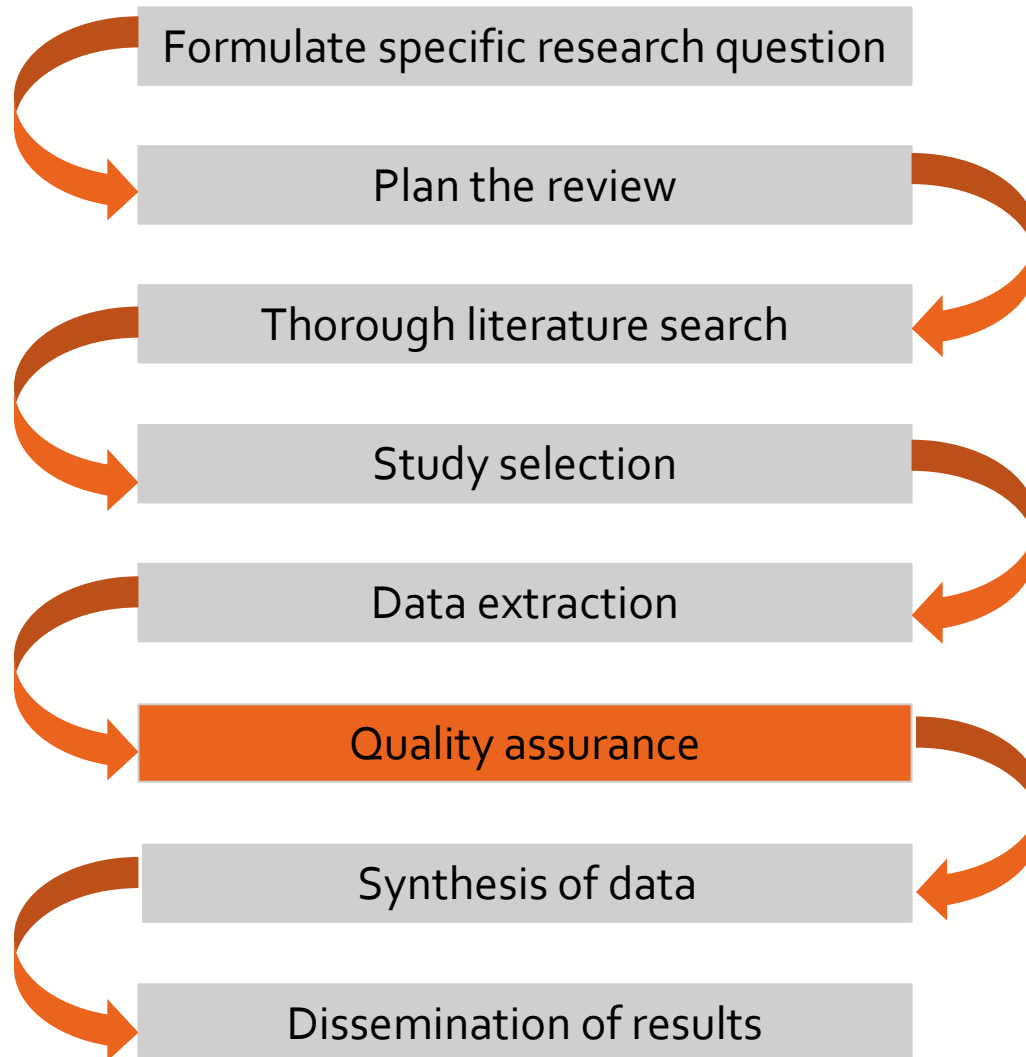 Formulate specific research question
Plan the review
Thorough literature search
Study selection
Data extraction
Quality assurance
Synthesis of data
Dissemination of results